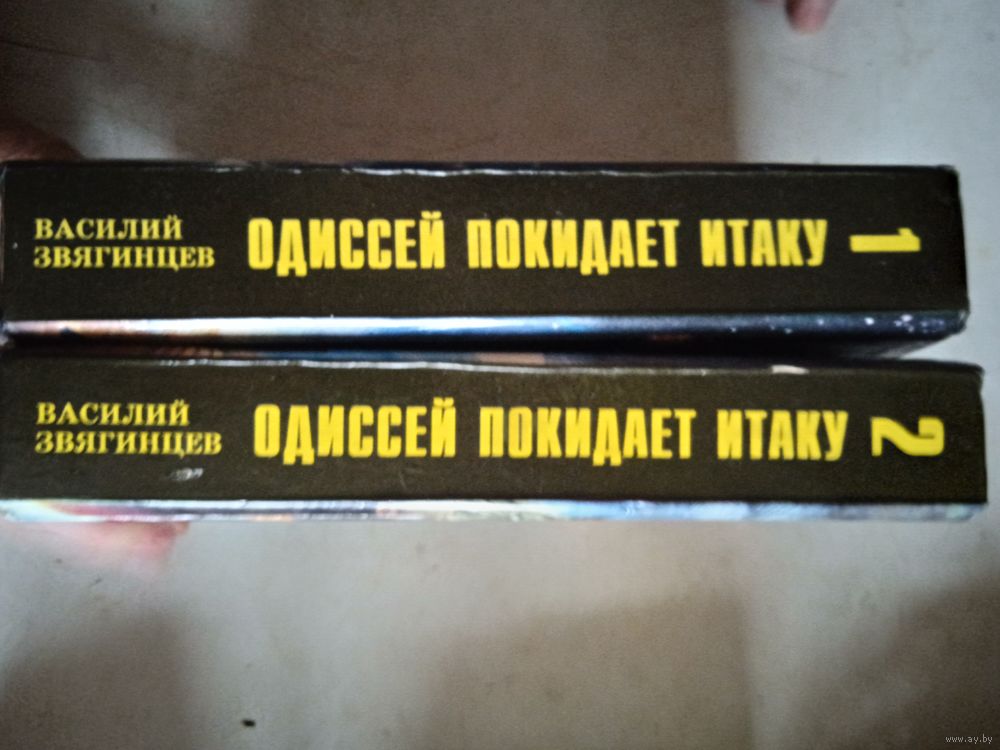 ВАСИЛИЙ
ЗВЯГИНЦЕВ
ОДИССЕЙ ПОКИДАЕТ ИТАКУ
1
ВАСИЛИЙ
ЗВЯГИНЦЕВ
ОДИССЕЙ ПОКИДАЕТ ИТАКУ
2
www.ay.by